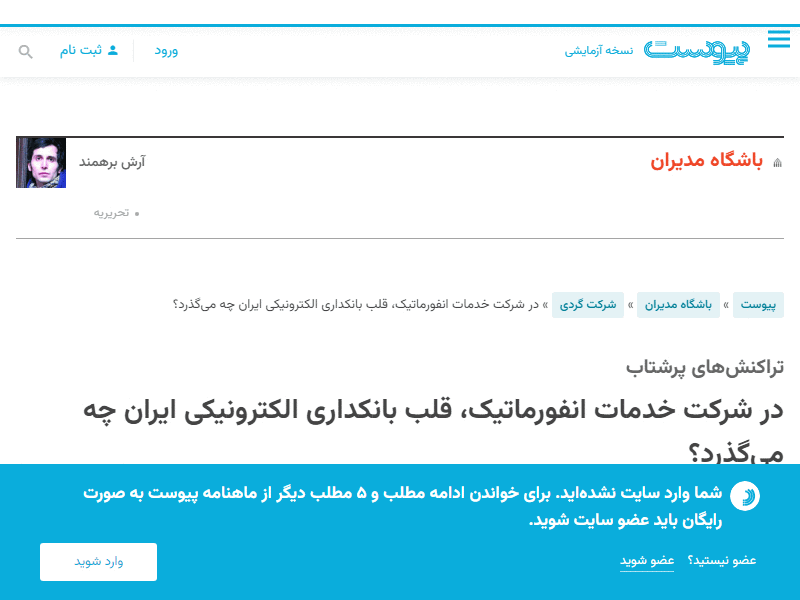 پیوست
نسخه آزمایشی
ورود
ثبت نام
باشگاه مدیران
آرش برهمند
تحریریه
پیوست » باشگاه مدیران » شرکت گردی » در شرکت خدمات انفورماتیک، قلب بانکداری الکترونیکی ایران چه می‌گذرد؟
تراکنش‌های پرشتاب
در شرکت خدمات انفورماتیک، قلب بانکداری الکترونیکی ایران چه
می‌گذرد؟
شما وارد سایت نشده‌اید. برای خواندن ادامه مطلب و ۵ مطلب دیگر از ماهنامه پیوست به صورت
رایگان باید عضو سایت شوید.
عضو نیستید؟ عضو شوید
وارد شوید